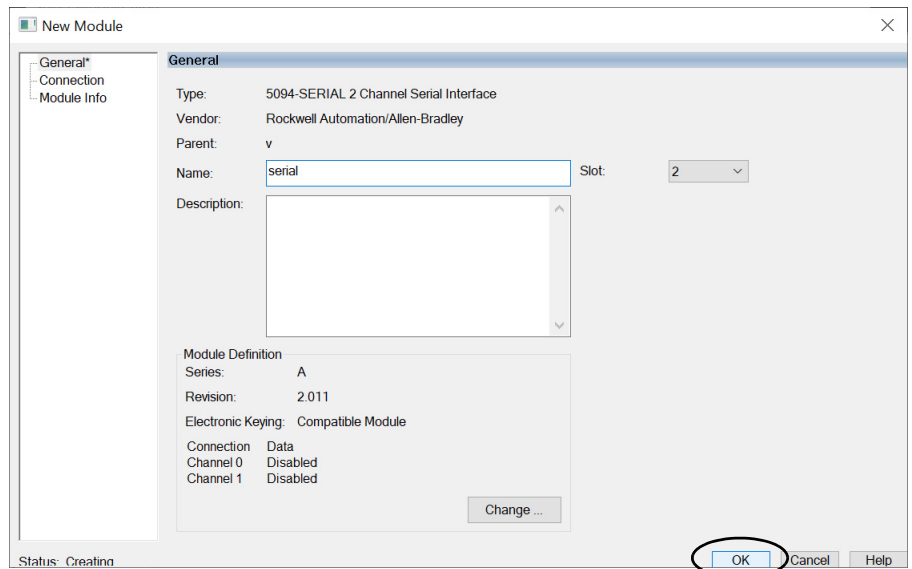 New Module
General*
Connection
Module Info
General
Type: 5094-SERIAL 2 Channel Serial Interface
Vendor: Rockwell Automation/Allen-Bradley
Parent: v
Name: serial Slot: 2
Description:
Module Definition
Series: A
Revision: 2.011
Electronic Keying: Compatible Module
Connection Data
Channel 0 Disabled
Channel 1 Disabled
Change ...
Status: Creating OK Cancel Help